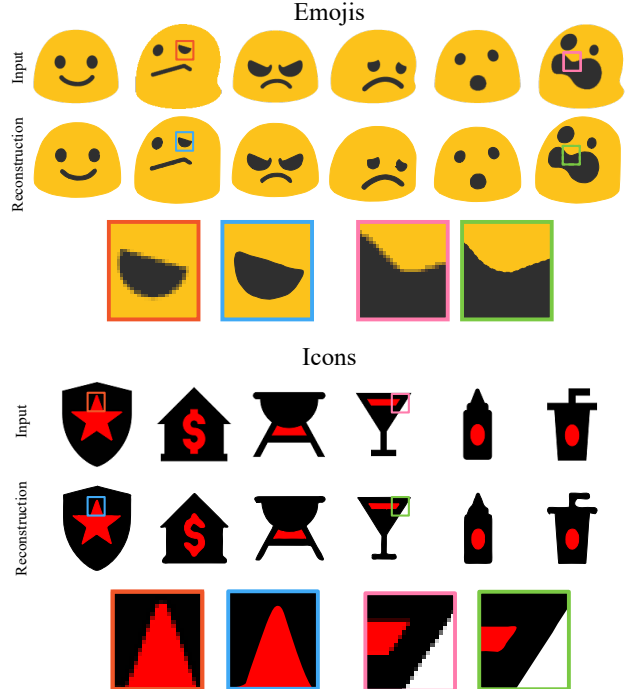 Emojis
Input
Reconstruction
Icons
Input
$
Reconstruction
$